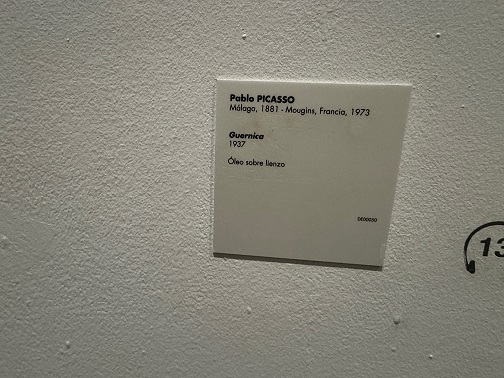 Pablo PICASSO
Málaga, 1881 - Mougins, Francia, 1973
Guernica
1937
Óleo sobre lienzo
DE00050
13